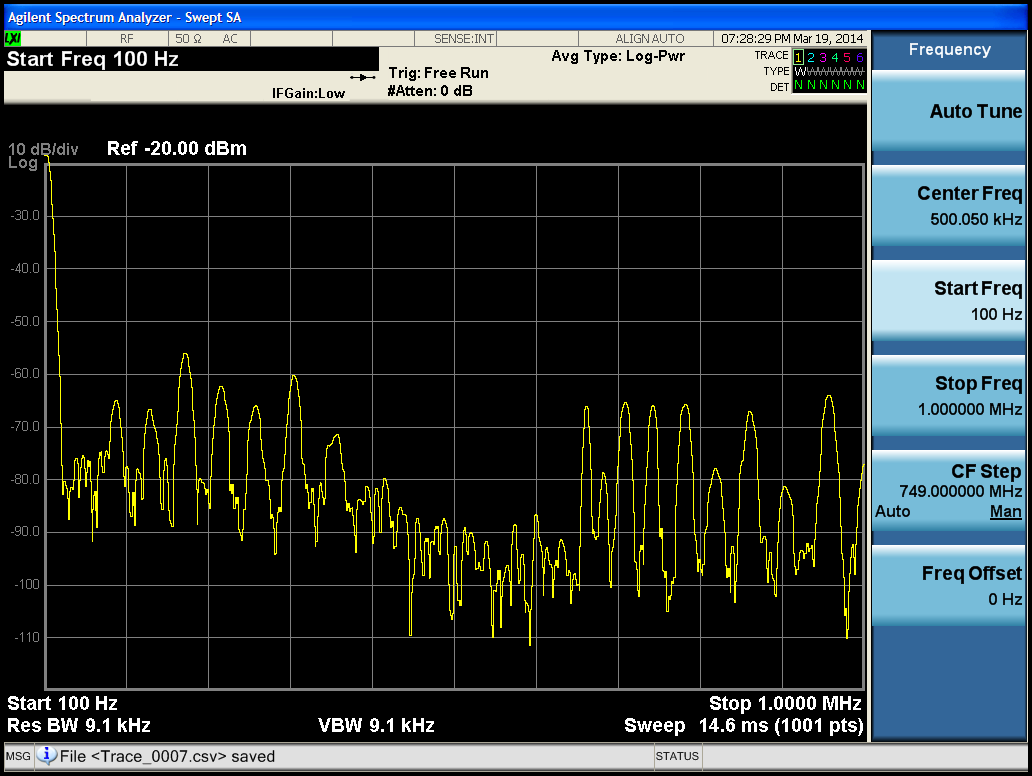 Agilent Spectrum Analyzer - Swept SA
LXI
RF
50 Ω
AC
SENSE:INT
ALIGN AUTO
07:28:29 PM Mar 19, 2014
Start Freq 100 Hz
IFGain:Low
Trig: Free Run
#Atten: 0 dB
Avg Type: Log-Pwr
TRACE 1 2 3 4 5 6
TYPE W
DET N N N N N N
10 dB/div
Log
Ref -20.00 dBm
-30.0
-40.0
-50.0
-60.0
-70.0
-80.0
-90.0
-100
-110
Start 100 Hz
Stop 1.0000 MHz
Res BW 9.1 kHz
VBW 9.1 kHz
Sweep 14.6 ms (1001 pts)
MSG
File <Trace_0007.csv> saved
STATUS
Frequency
Auto Tune
Center Freq
500.050 kHz
Start Freq
100 Hz
Stop Freq
1.000000 MHz
CF Step
749.000000 MHz
Auto Man
Freq Offset
0 Hz